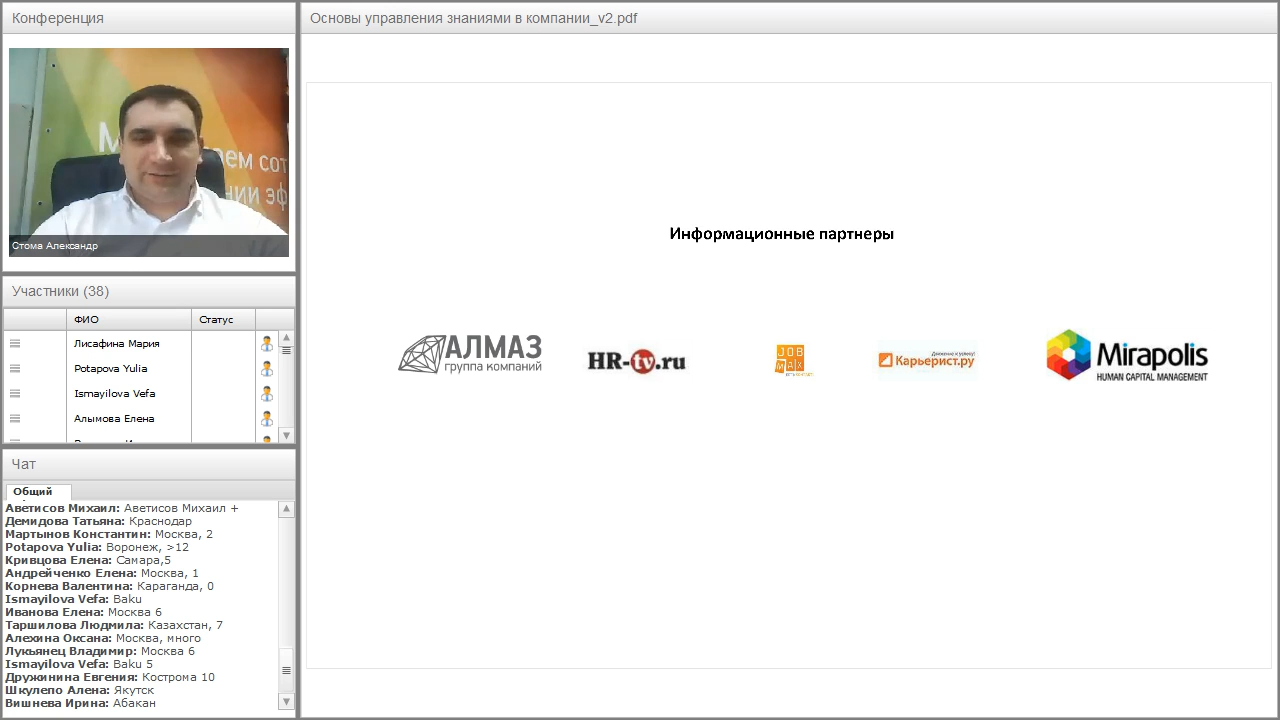 Конференция
Стома Александр
Участники (38)
ФИО
Статус
Лисафина Мария
Potapova Yulia
Ismayilova Vefa
Алымова Елена
Чат
Общий
Аветисов Михаил: Аветисов Михаил +
Демидова Татьяна: Краснодар
Мартынов Константин: Москва, 2
Potapova Yulia: Воронеж, >12
Кривцова Елена: Самара,5
Андрейченко Елена: Москва, 1
Корнева Валентина: Караганда, 0
Ismayilova Vefa: Baku
Иванова Елена: Москва 6
Таршилова Людмила: Казахстан, 7
Алехина Оксана: Москва, много
Лукьянец Владимир: Москва 6
Ismayilova Vefa: Baku 5
Дружинина Евгения: Кострома 10
Шкулепо Алена: Якутск
Вишнева Ирина: Абакан
Основы управления знаниями в компании_v2.pdf
Информационные партнеры
АЛМАЗ
группа компаний
HR-tv.ru
JOB
MAX
Движение к успеху!
Карьерист.ру
Mirapolis
HUMAN CAPITAL MANAGEMENT